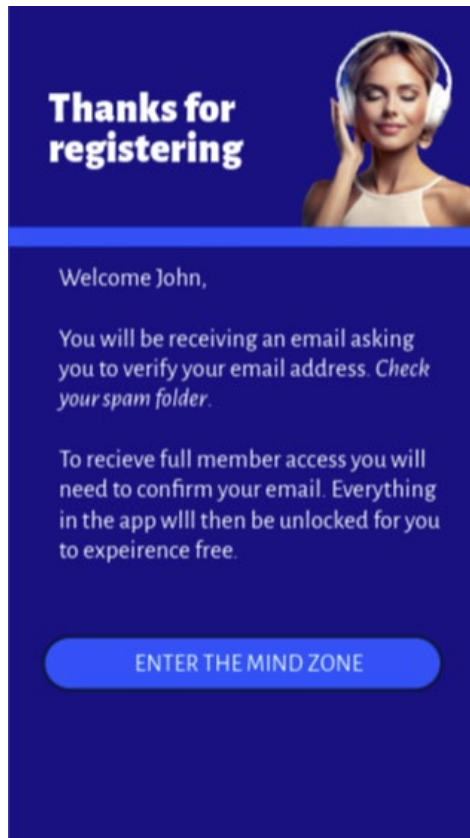 Thanks for
registering
Welcome John,
You will be receiving an email asking
you to verify your email address. Check
your spam folder.
To recieve full member access you will
need to confirm your email. Everything
in the app wlll then be unlocked for you
to expeirence free.
ENTER THE MIND ZONE